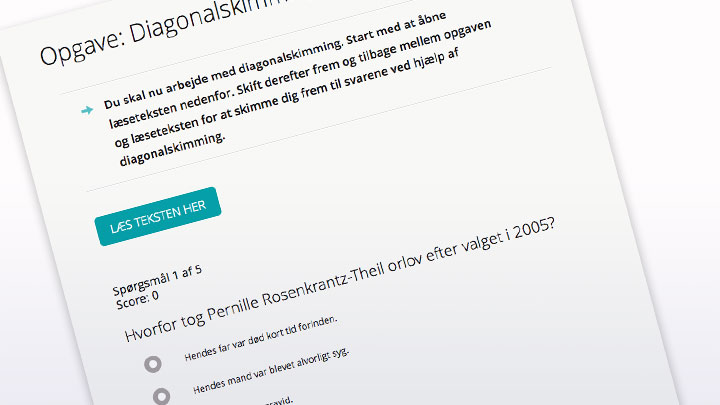 Opgave: Diagonalskimm
Du skal nu arbejde med diagonalskimming. Start med at åbne
læseteksten nedenfor. Skift derefter frem og tilbage mellem opgaven
og læseteksten for at skimme dig frem til svarene ved hjælp af
diagonalskimming.
LÆS TEKSTEN HER
Spørgsmål 1 af 5
Score: 0
Hvorfor tog Pernille Rosenkrantz-Theil orlov efter valget i 2005?
Hendes far var død kort tid forinden.
Hendes mand var blevet alvorligt syg.